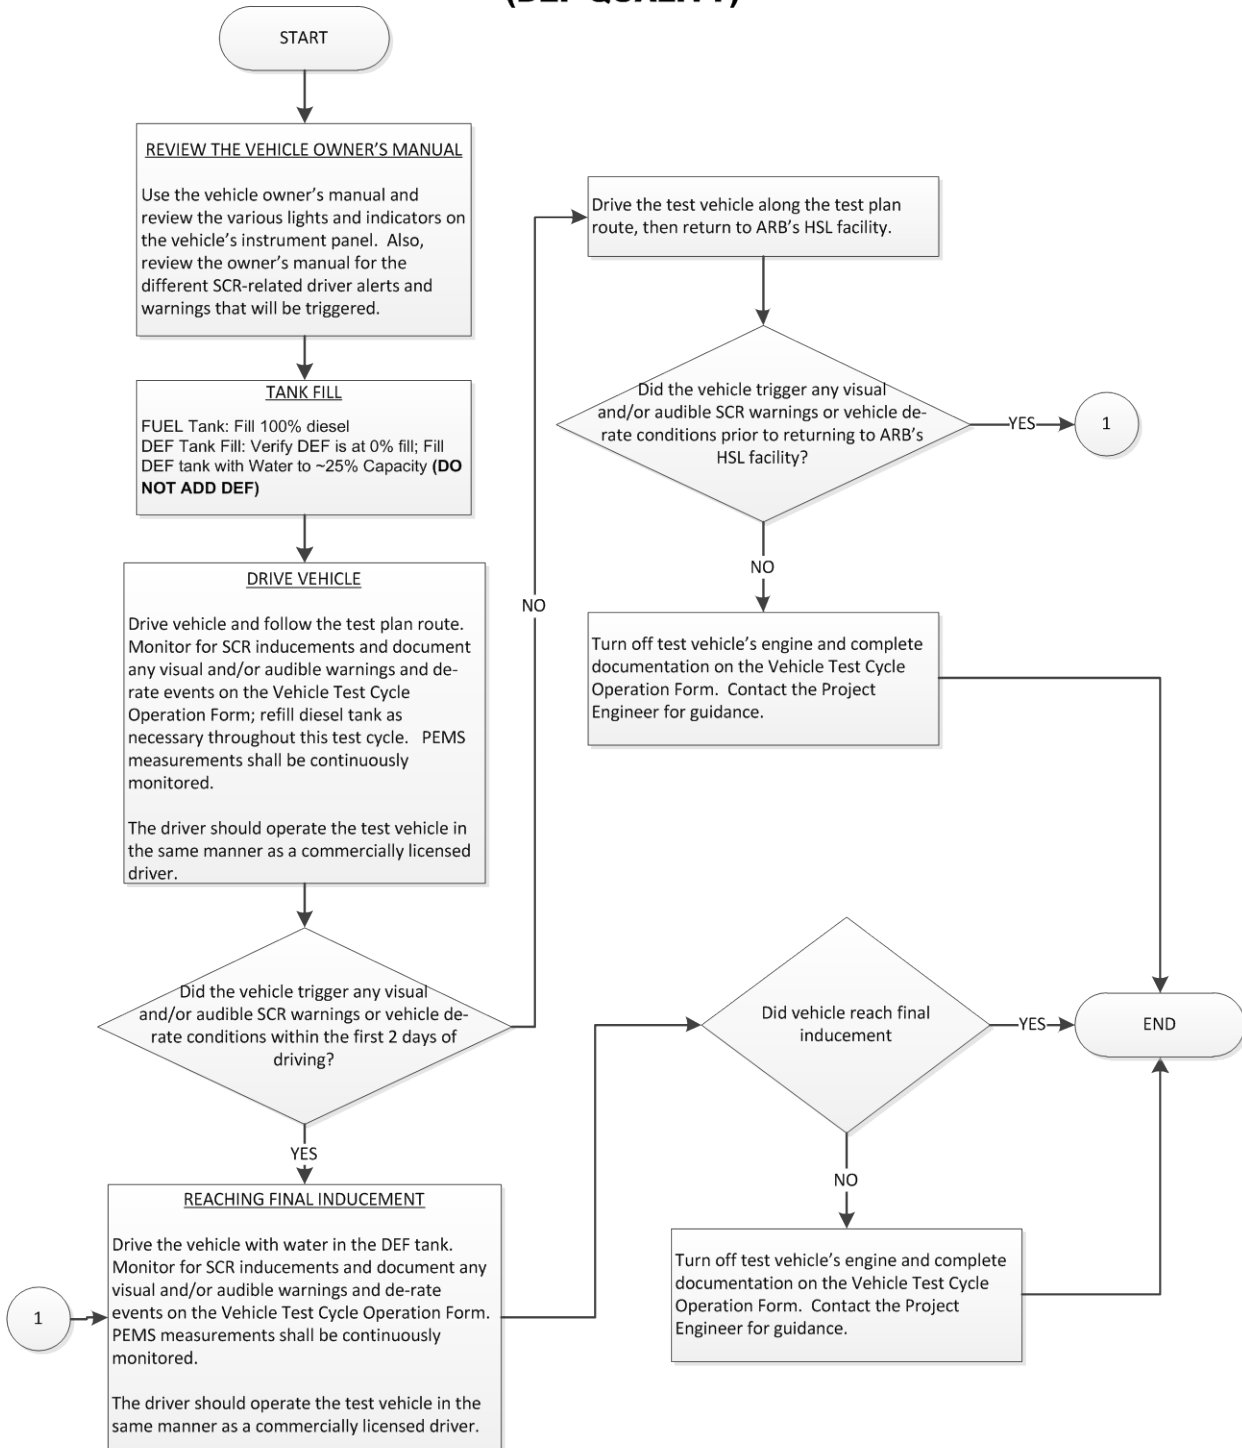 (DEF QUALITY)
START
REVIEW THE VEHICLE OWNER'S MANUAL
Use the vehicle owner's manual and
review the various lights and indicators on
the vehicle's instrument panel.  Also,
review the owner's manual for the
different SCR-related driver alerts and
warnings that will be triggered.
TANK FILL
FUEL Tank: Fill 100% diesel
DEF Tank Fill: Verify DEF is at 0% fill; Fill
DEF tank with Water to ~25% Capacity (DO
NOT ADD DEF)
DRIVE VEHICLE
Drive vehicle and follow the test plan route.
Monitor for SCR inducements and document
any visual and/or audible warnings and de-
rate events on the Vehicle Test Cycle
Operation Form; refill diesel tank as
necessary throughout this test cycle.   PEMS
measurements shall be continuously
monitored.
The driver should operate the test vehicle in
the same manner as a commercially licensed
driver.
Did the vehicle trigger any visual
and/or audible SCR warnings or vehicle de-
rate conditions within the first 2 days of
driving?
NO
YES
Drive the test vehicle along the test plan
route, then return to ARB's HSL facility.
Did the vehicle trigger any visual
and/or audible SCR warnings or vehicle de-
rate conditions prior to returning to ARB's
HSL facility?
YES
1
NO
Turn off test vehicle's engine and complete
documentation on the Vehicle Test Cycle
Operation Form.  Contact the Project
Engineer for guidance.
1
REACHING FINAL INDUCEMENT
Drive the vehicle with water in the DEF tank.
Monitor for SCR inducements and document any
visual and/or audible warnings and de-rate
events on the Vehicle Test Cycle Operation Form.
PEMS measurements shall be continuously
monitored.
The driver should operate the test vehicle in the
same manner as a commercially licensed driver.
Did vehicle reach final
inducement
YES
END
NO
Turn off test vehicle's engine and complete
documentation on the Vehicle Test Cycle
Operation Form.  Contact the Project
Engineer for guidance.